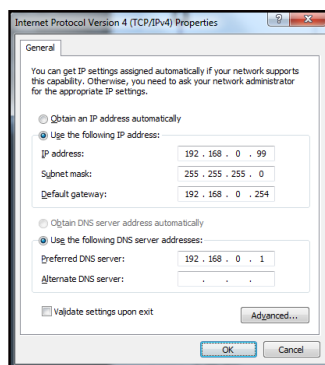 Internet Protocol Version 4 (TCP/IPv4) Properties
General
You can get IP settings assigned automatically if your network supports
this capability. Otherwise, you need to ask your network administrator
for the appropriate IP settings.
Obtain an IP address automatically
Use the following IP address:
IP address: 192 . 168 . 0 . 99
Subnet mask: 255 . 255 . 255 . 0
Default gateway: 192 . 168 . 0 . 254
Obtain DNS server address automatically
Use the following DNS server addresses:
Preferred DNS server: 192 . 168 . 0 . 1
Alternate DNS server: . . .
Validate settings upon exit
Advanced...
OK Cancel